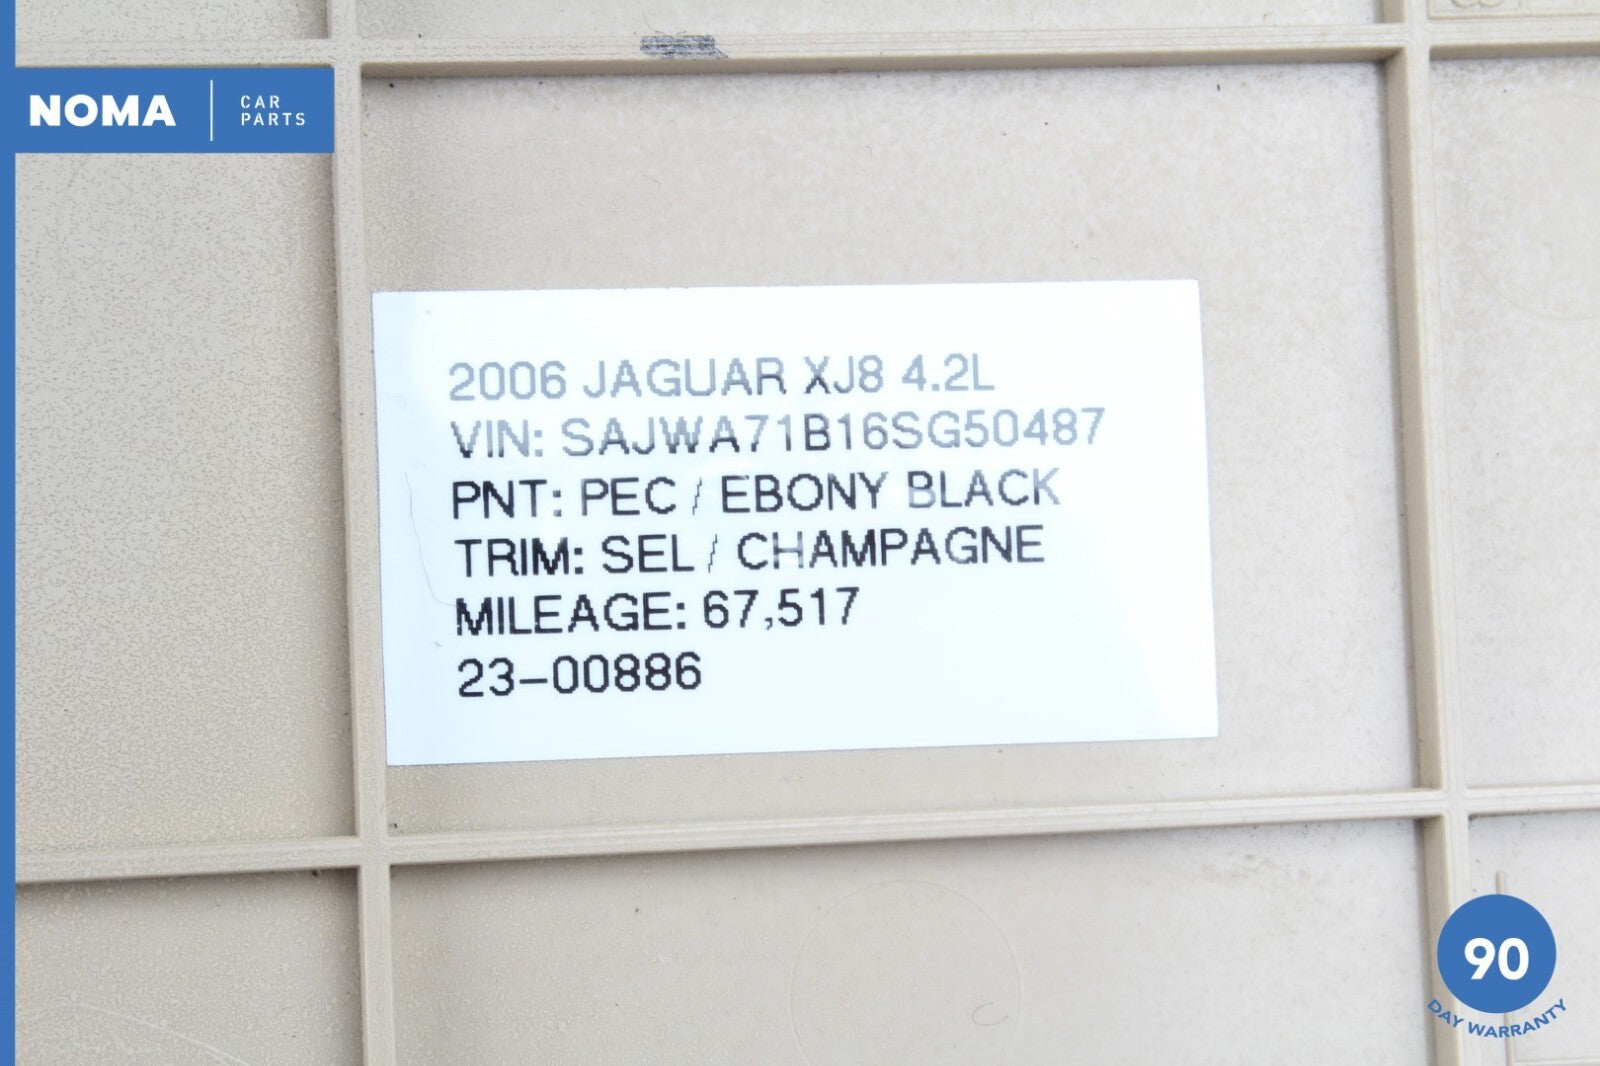 NOMA
CAR
PARTS
2006 JAGUAR XJ8 4.2L
VIN: SAJWA71B16SG50487
PNT: PEC / EBONY BLACK
TRIM: SEL / CHAMPAGNE
MILEAGE: 67,517
23-00886
90
DAY WARRANTY